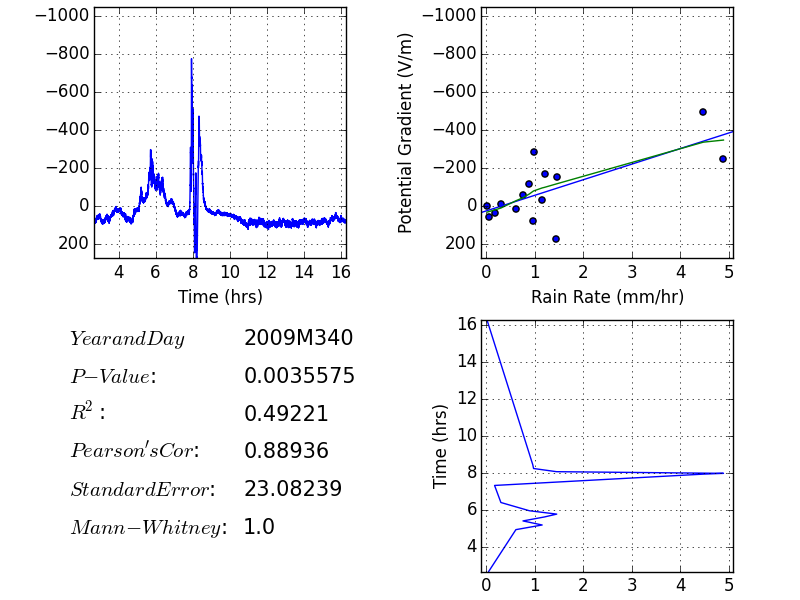 −1000
−800
−600
−400
−200
0
200
4 6 8 10 12 14 16
Time (hrs)
Potential Gradient (V/m)
−1000
−800
−600
−400
−200
0
200
0 1 2 3 4 5
Rain Rate (mm/hr)
YearandDay 2009M340
P−Value: 0.0035575
R²: 0.49221
Pearson'sCor: 0.88936
StandardError: 23.08239
Mann−Whitney: 1.0
Time (hrs)
16
14
12
10
8
6
4
0 1 2 3 4 5